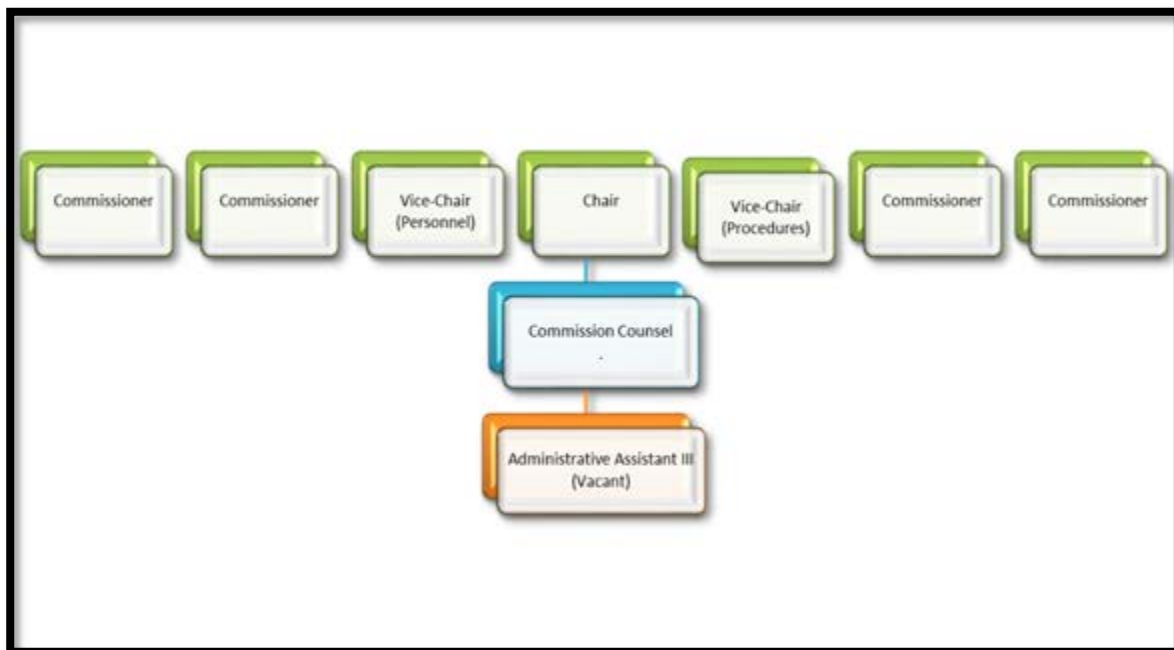 Commissioner
Commissioner
Vice-Chair
(Personnel)
Chair
Vice-Chair
(Procedures)
Commissioner
Commissioner
Commission Counsel
.
Administrative Assistant III
(Vacant)